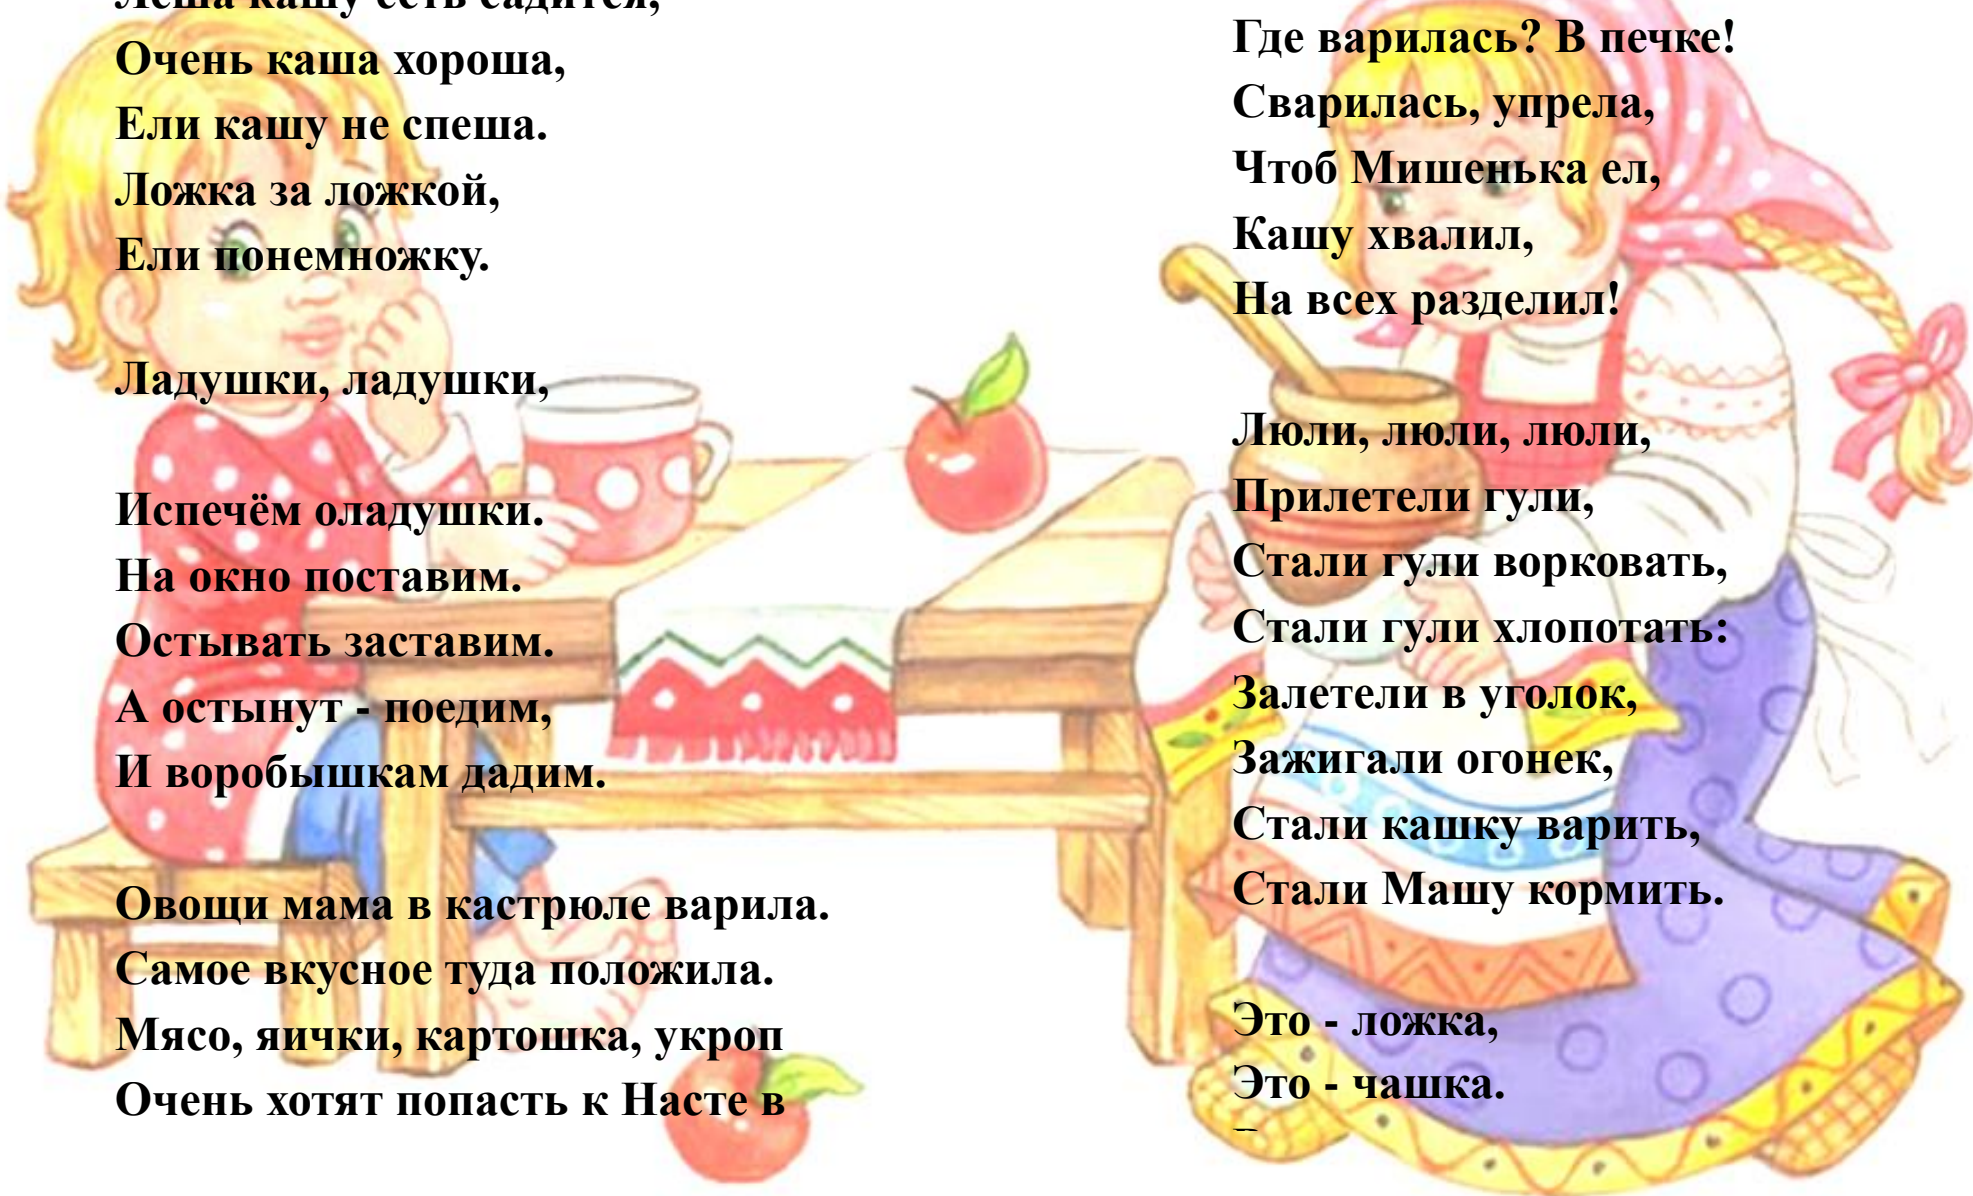 Леша кашу есть садится,
Очень каша хороша,
Ели кашу не спеша.
Ложка за ложкой,
Ели понемножку.
Ладушки, ладушки,
Испечём оладушки.
На окно поставим.
Остывать заставим.
А остынут - поедим,
И воробышкам дадим.
Овощи мама в кастрюле варила.
Самое вкусное туда положила.
Мясо, яички, картошка, укроп
Очень хотят попасть к Насте в
Где варилась? В печке!
Сварилась, упрела,
Чтоб Мишенька ел,
Кашу хвалил,
На всех разделил!
Люли, люли, люли,
Прилетели гули,
Стали гули ворковать,
Стали гули хлопотать:
Залетели в уголок,
Зажигали огонек,
Стали кашку варить,
Стали Машу кормить.
Это - ложка,
Это - чашка.